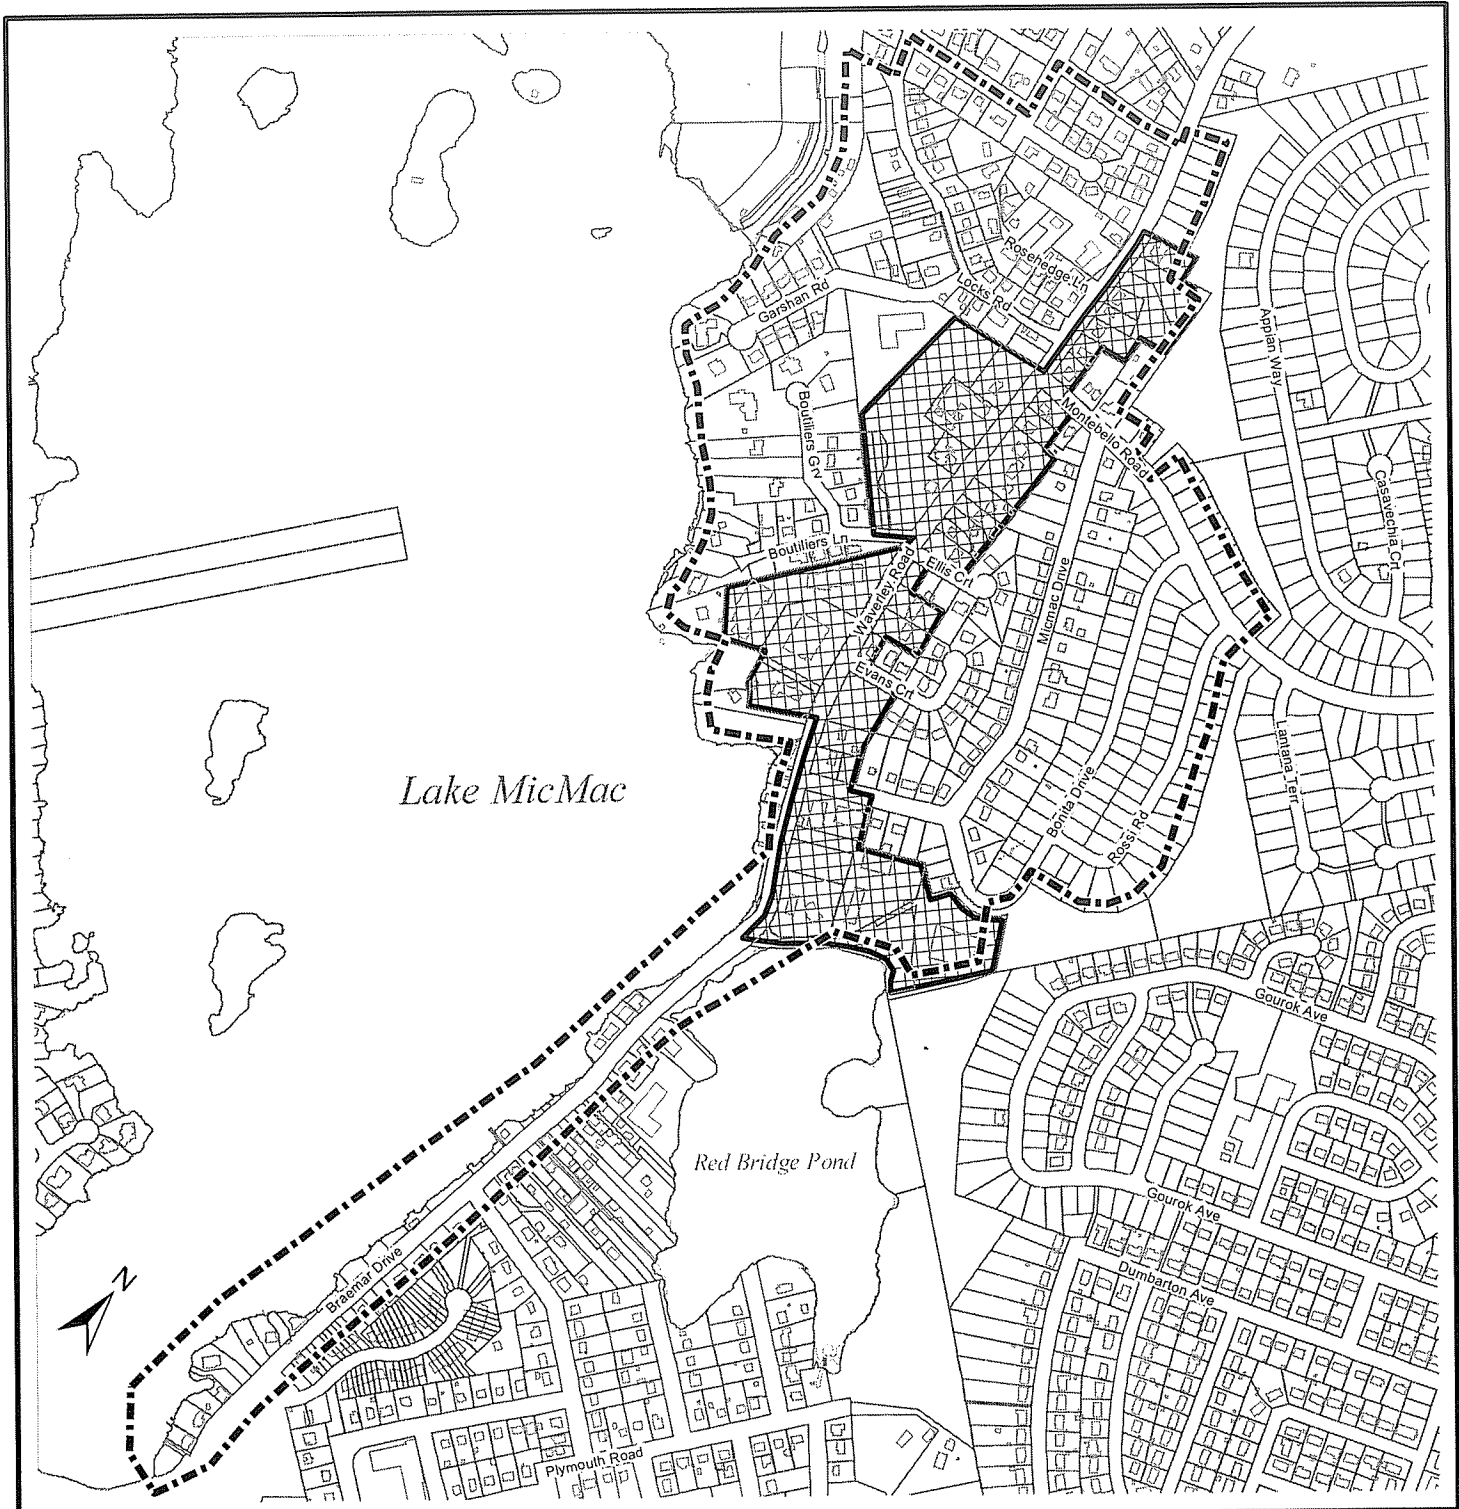 Rosehedge Ln
Locks Rd
Garshan Rd
Appian Way
Montebello Road
Boutiliers Grv
Casavechia Crt
Boutiliers Ln
Waverley Road
Ellis Crt
Micmac Drive
Evans Crt
Lake MicMac
Lantana Terr
Bonita Drive
Rossi Rd
Gourok Ave
Red Bridge Pond
Gourok Ave
Braemar Drive
Dumbarton Ave
N
Plymouth Road